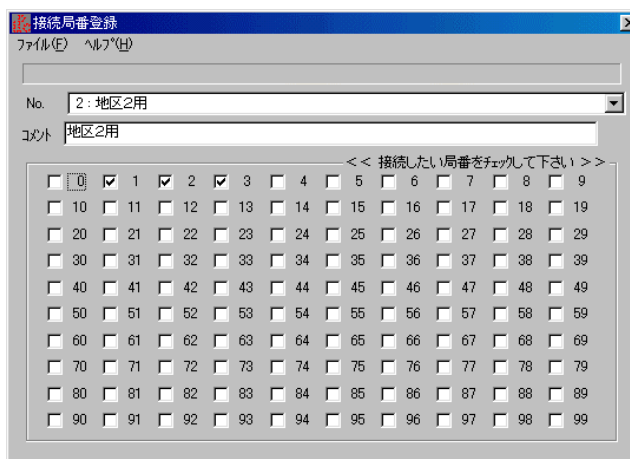 接続局番登録
ﾌｧｲﾙ(F) ﾍﾙﾌﾟ(H)
No. 2 : 地区2用
ｺﾒﾝﾄ 地区2用
<< 接続したい局番をﾁｪｯｸして下さい >>
0 1 2 3 4 5 6 7 8 9
10 11 12 13 14 15 16 17 18 19
20 21 22 23 24 25 26 27 28 29
30 31 32 33 34 35 36 37 38 39
40 41 42 43 44 45 46 47 48 49
50 51 52 53 54 55 56 57 58 59
60 61 62 63 64 65 66 67 68 69
70 71 72 73 74 75 76 77 78 79
80 81 82 83 84 85 86 87 88 89
90 91 92 93 94 95 96 97 98 99